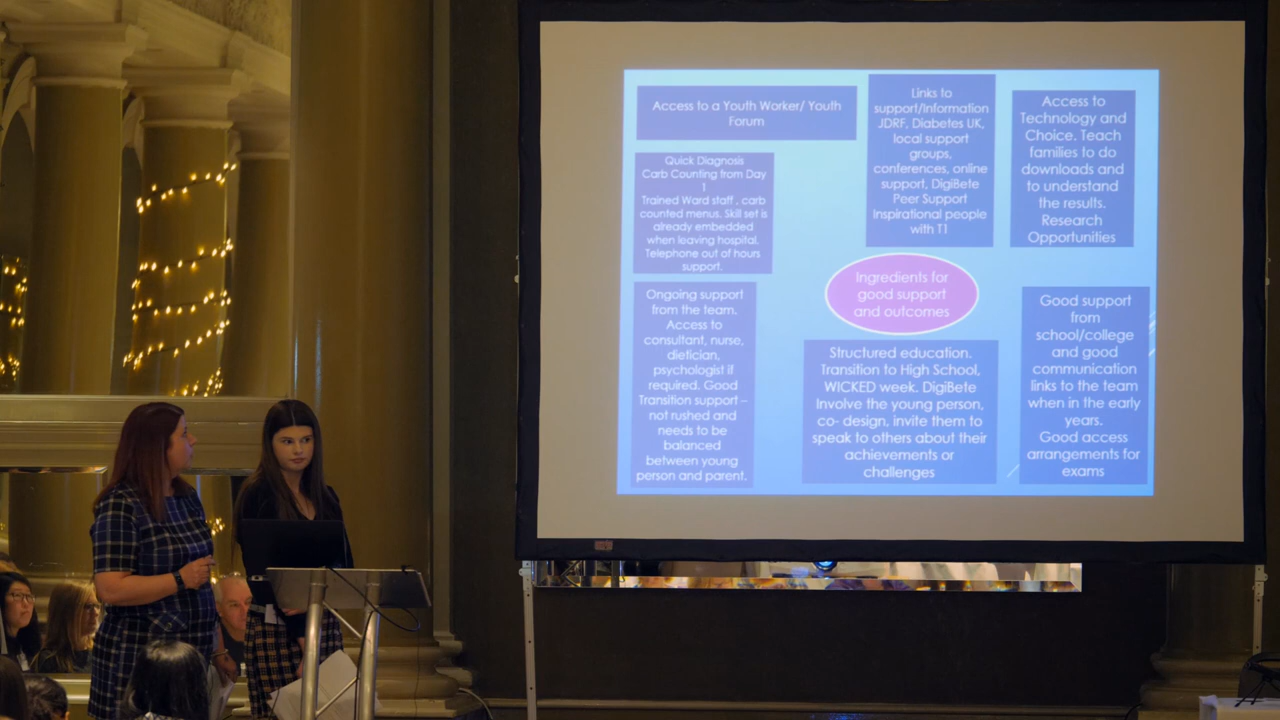 Access to a Youth Worker/ Youth
Forum
Links to
support/Information
JDRF, Diabetes UK,
local support
groups,
conferences, online
support, DigiBete
Peer Support
Inspirational people
with T1
Access to
Technology and
Choice. Teach
families to do
downloads and
to understand
the results.
Research
Opportunities
Quick Diagnosis
Carb Counting from Day
1
Trained Ward staff , carb
counted menus. Skill set is
already embedded
when leaving hospital.
Telephone out of hours
support.
Ingredients for
good support
and outcomes
Ongoing support
from the team.
Access to
consultant, nurse,
dietician,
psychologist if
required. Good
Transition support –
not rushed and
needs to be
balanced
between young
person and parent.
Structured education.
Transition to High School,
WICKED week. DigiBete
Involve the young person,
co- design, invite them to
speak to others about their
achievements or
challenges
Good support
from
school/college
and good
communication
links to the team
when in the early
years.
Good access
arrangements for
exams